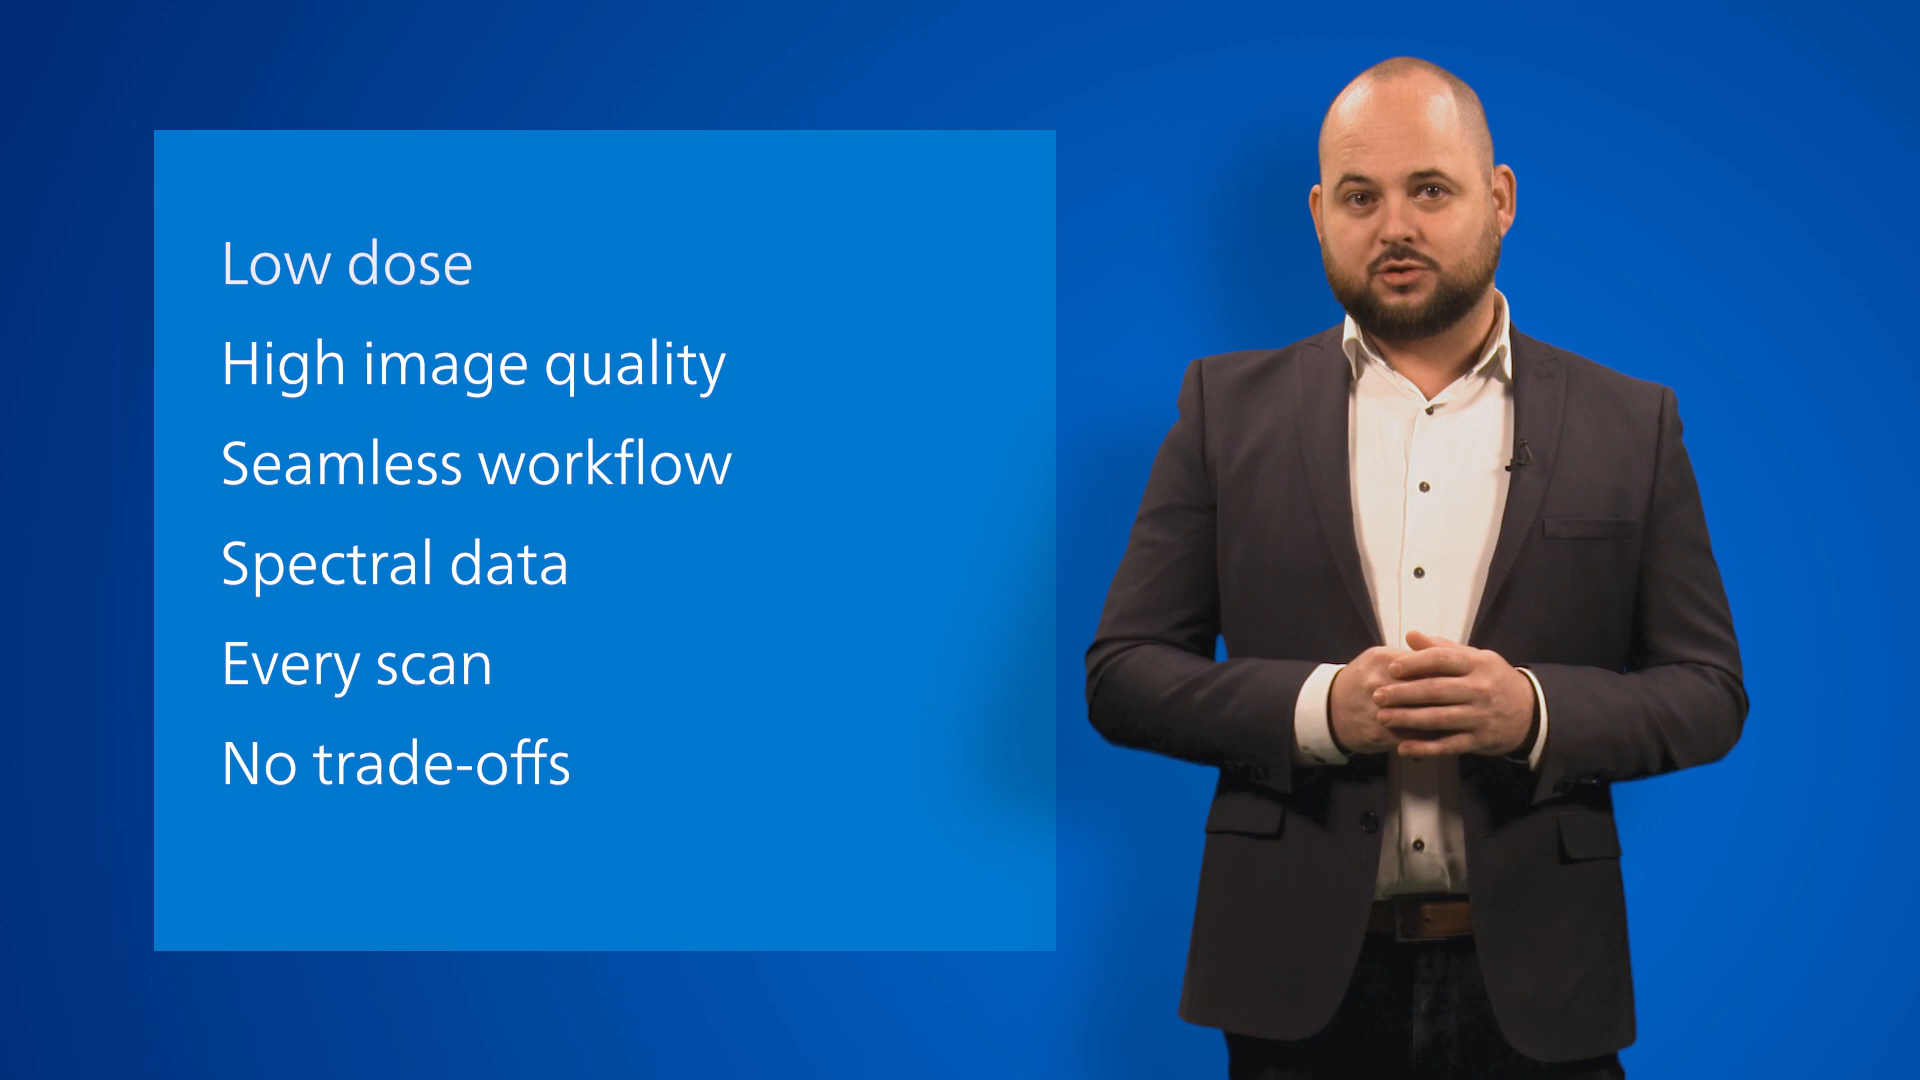 Low dose
High image quality
Seamless workflow
Spectral data
Every scan
No trade-offs